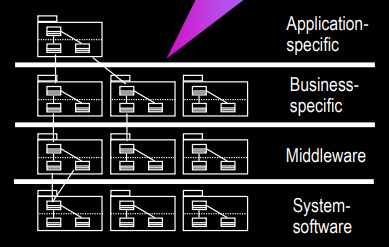 Application-
specific
Business-
specific
Middleware
System-
software